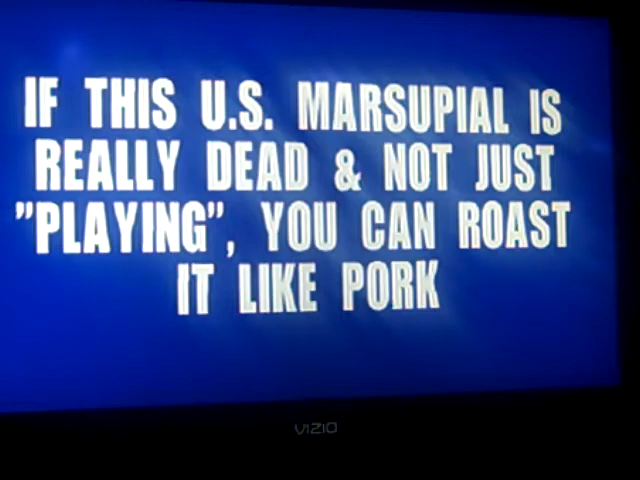 IF THIS U.S. MARSUPIAL IS
REALLY DEAD & NOT JUST
"PLAYING", YOU CAN ROAST
IT LIKE PORK
VIZIO